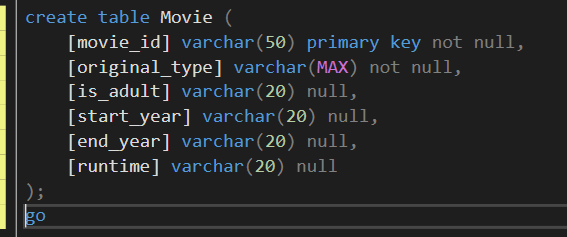 create table Movie (
[movie_id] varchar(50) primary key not null,
[original_type] varchar(MAX) not null,
[is_adult] varchar(20) null,
[start_year] varchar(20) null,
[end_year] varchar(20) null,
[runtime] varchar(20) null
);
go